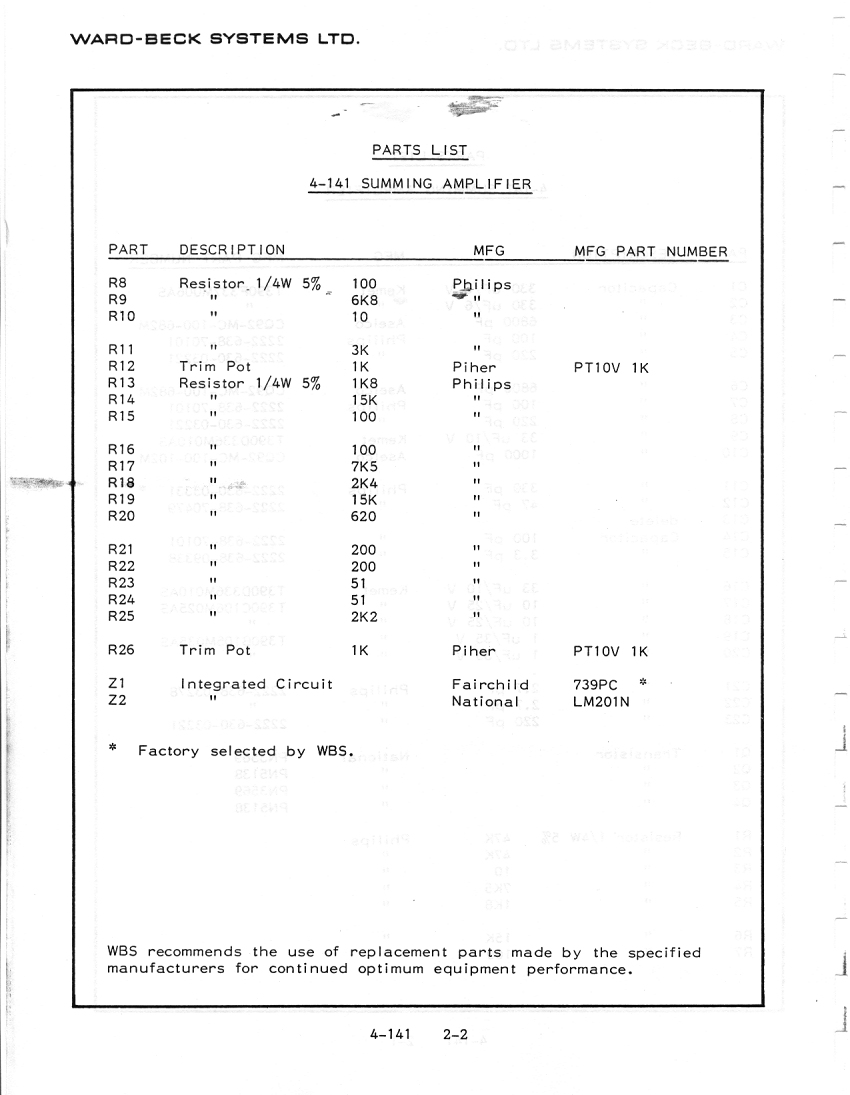 WARD-BECK SYSTEMS LTD.
PARTS LIST
4-141 SUMMING AMPLIFIER
PART DESCRIPTION MFG MFG PART NUMBER
R8 Resistor 1/4W 5% 100 Philips
R9 " 6K8 "
R10 " 10 "
R11 " 3K "
R12 Trim Pot 1K Piher PT10V 1K
R13 Resistor 1/4W 5% 1K8 Philips
R14 " 15K "
R15 " 100 "
R16 " 100 "
R17 " 7K5 "
R18 " 2K4 "
R19 " 15K "
R20 " 620 "
R21 " 200 "
R22 " 200 "
R23 " 51 "
R24 " 51 "
R25 " 2K2 "
R26 Trim Pot 1K Piher PT10V 1K
Z1 Integrated Circuit Fairchild 739PC *
Z2 " National LM201N
* Factory selected by WBS.
WBS recommends the use of replacement parts made by the specified
manufacturers for continued optimum equipment performance.
4-141 2-2